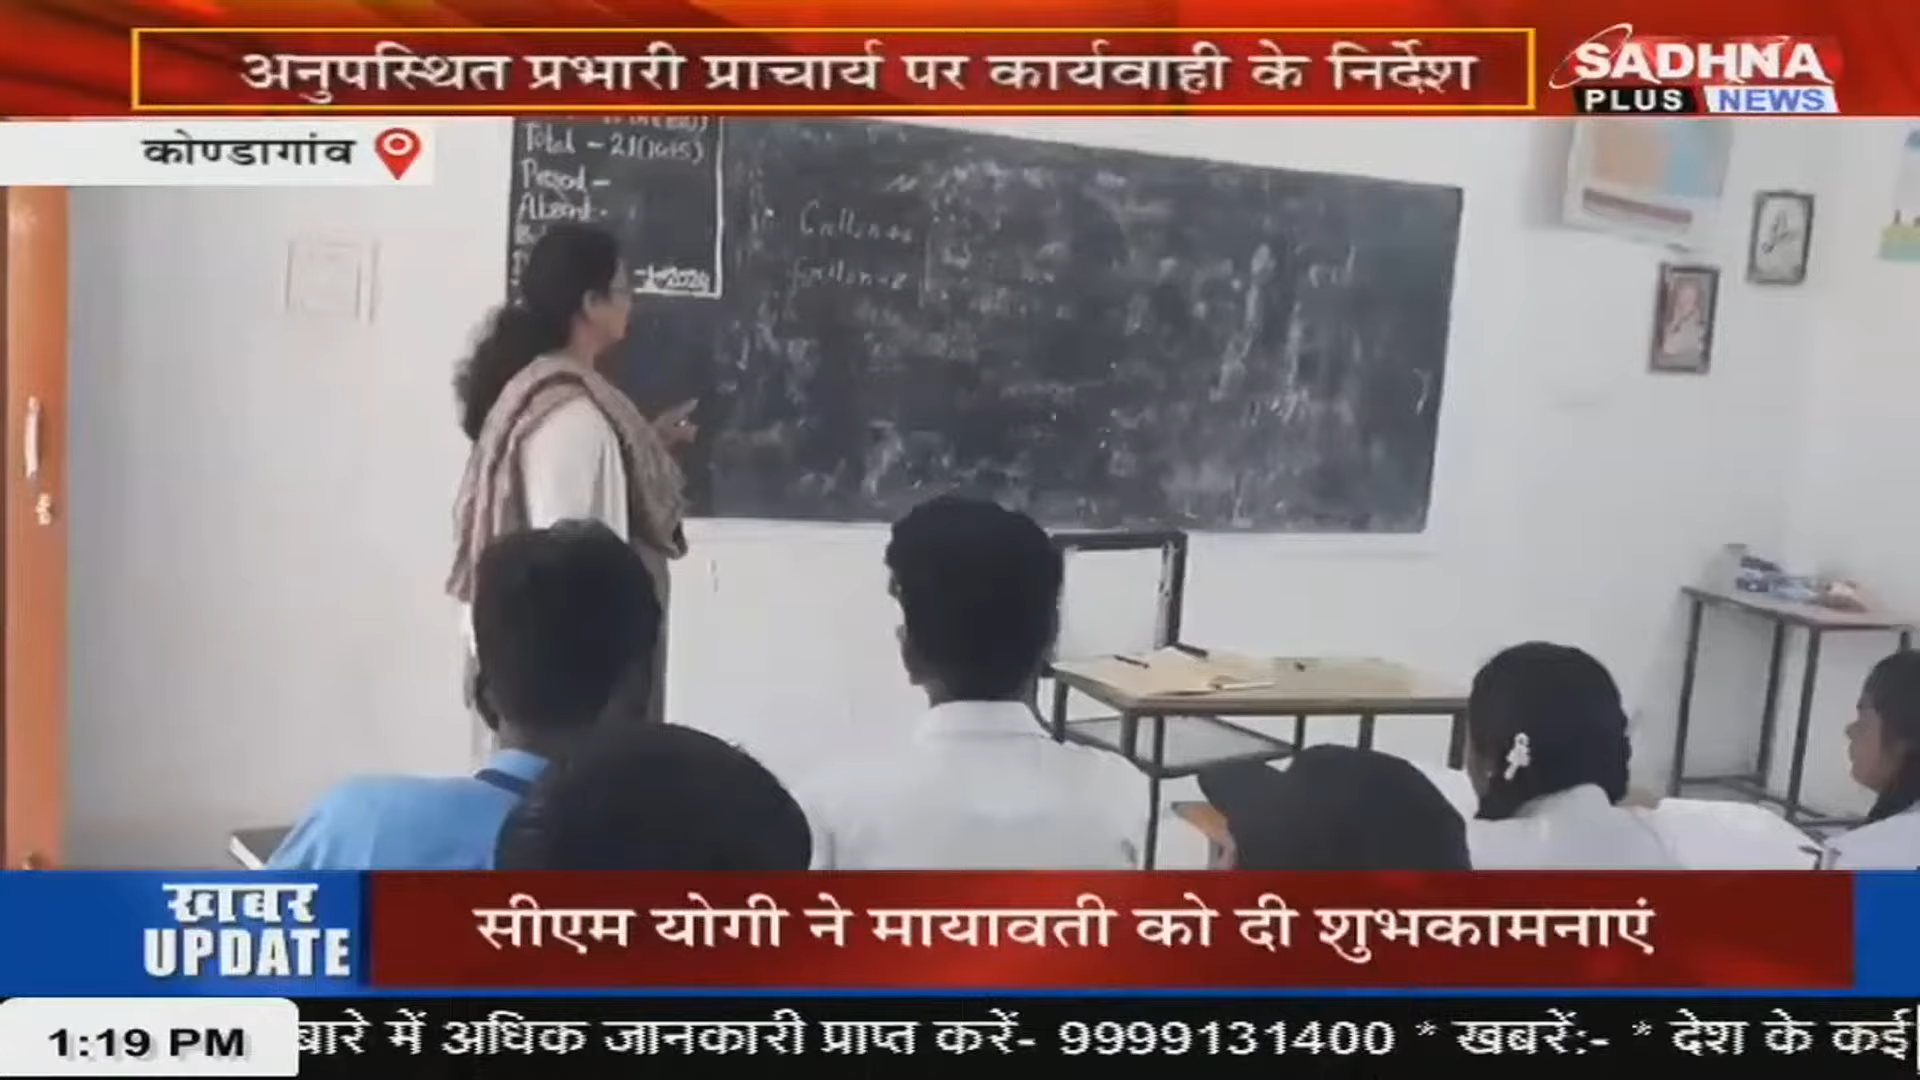 अनुपस्थित प्रभारी प्राचार्य पर कार्यवाही के निर्देश
SADHNA
PLUS NEWS
कोण्डागांव
Total - 21
Absent -
खबर
UPDATE
सीएम योगी ने मायावती को दी शुभकामनाएं
1:19 PM
बारे में अधिक जानकारी प्राप्त करें- 9999131400 * खबरें:- * देश के कई